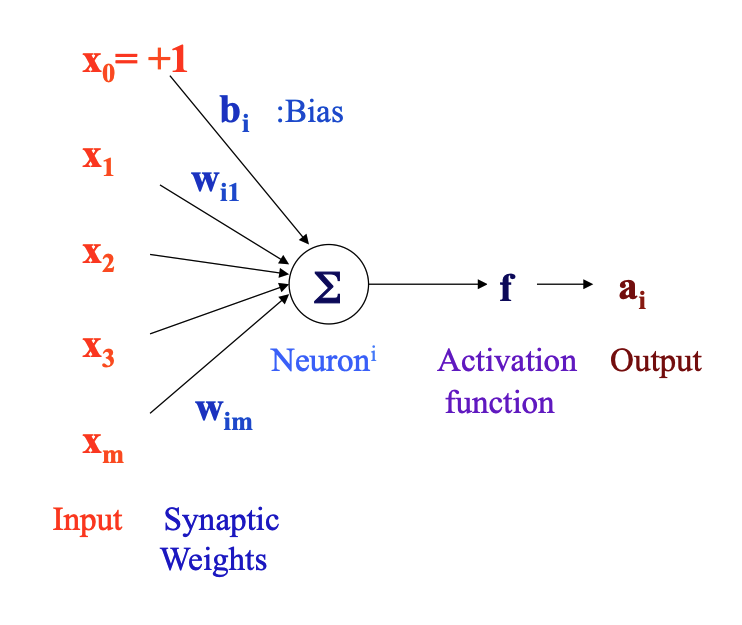 x₀= +1
bᵢ :Bias
x₁
wᵢ₁
x₂
Σ
f
aᵢ
x₃
Neuronⁱ
Activation
function
Output
wᵢₘ
xₘ
Input
Synaptic
Weights